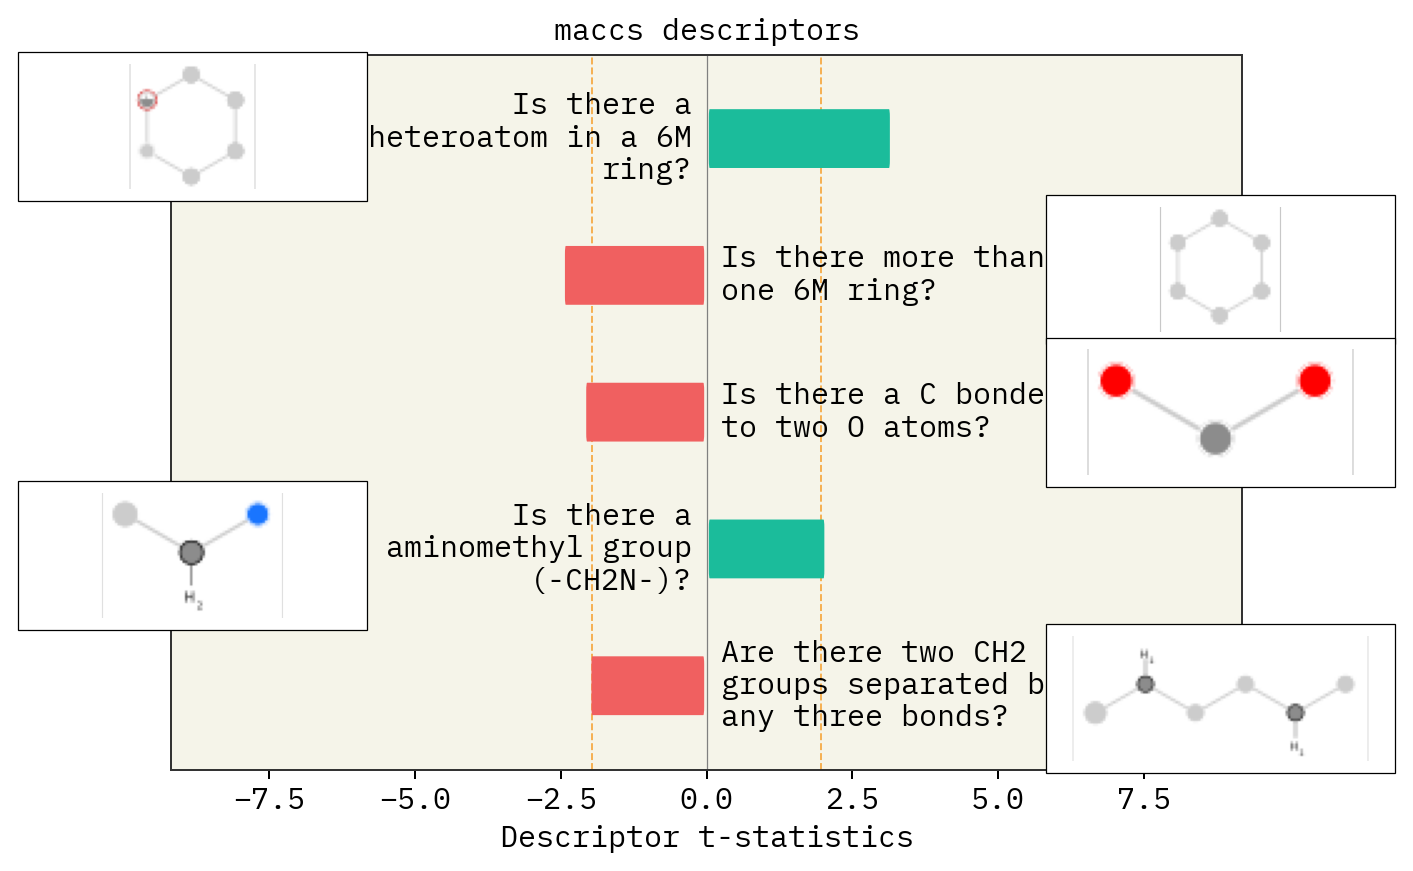 maccs descriptors
Is there a
heteroatom in a 6M
ring?
Is there more than
one 6M ring?
Is there a C bonde
to two O atoms?
Is there a
aminomethyl group
(-CH2N-)?
H2
Are there two CH2
groups separated b
any three bonds?
−7.5 −5.0 −2.5 0.0 2.5 5.0 7.5
Descriptor t-statistics